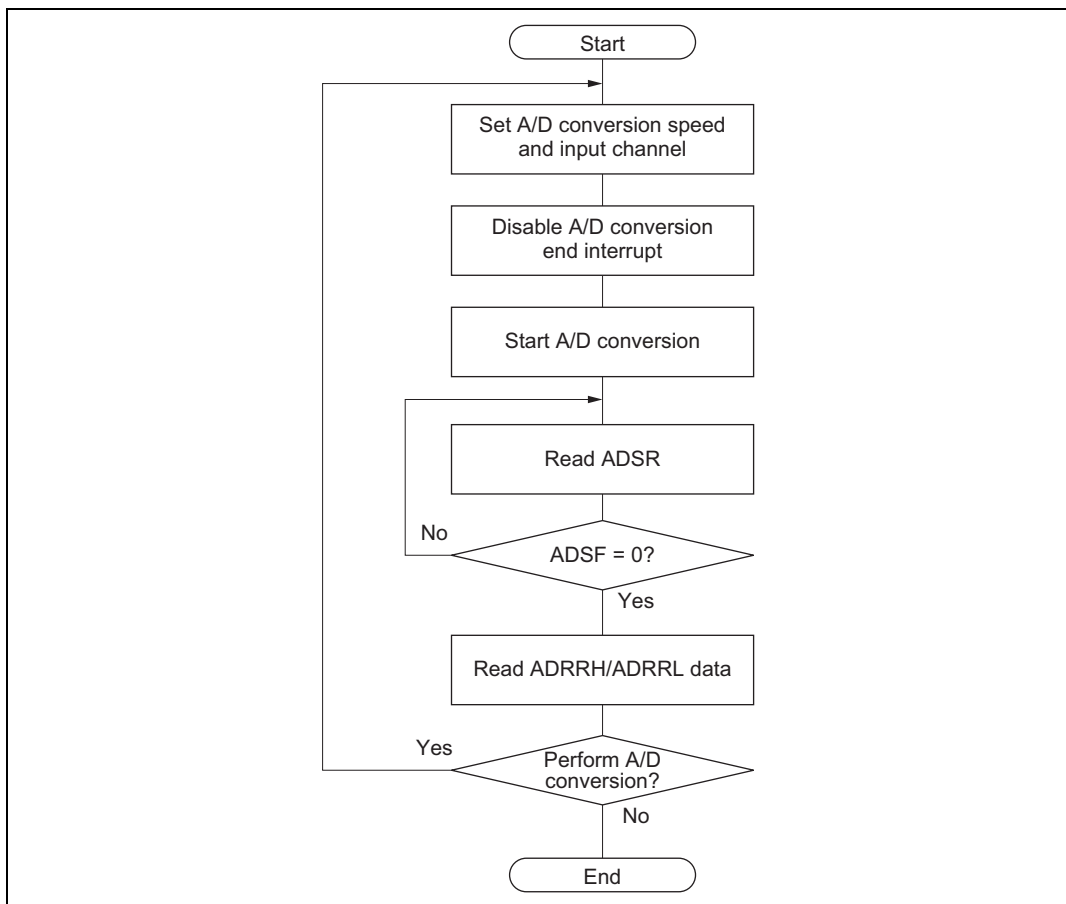 Start
Set A/D conversion speed
and input channel
Disable A/D conversion
end interrupt
Start A/D conversion
Read ADSR
No
ADSF = 0?
Yes
Read ADRRH/ADRRL data
Yes
Perform A/D
conversion?
No
End